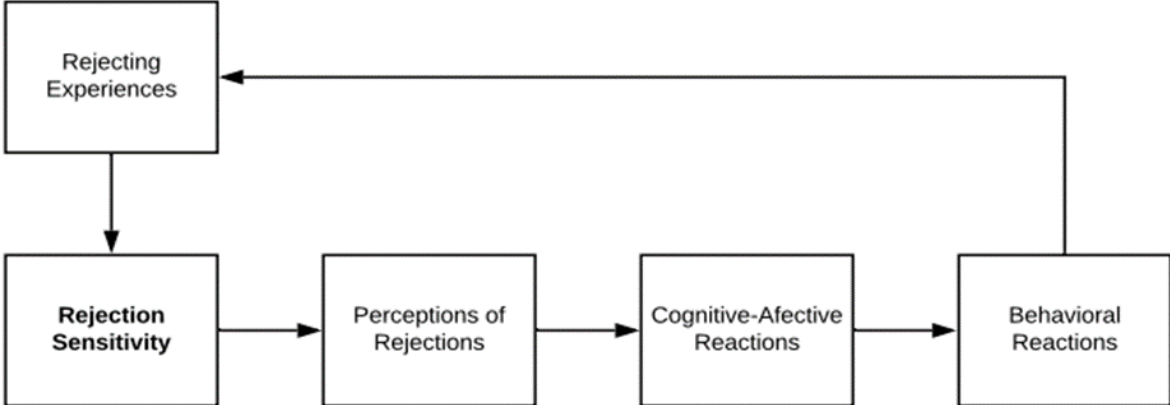 Rejecting
Experiences
Rejection
Sensitivity
Perceptions of
Rejections
Cognitive-Afective
Reactions
Behavioral
Reactions